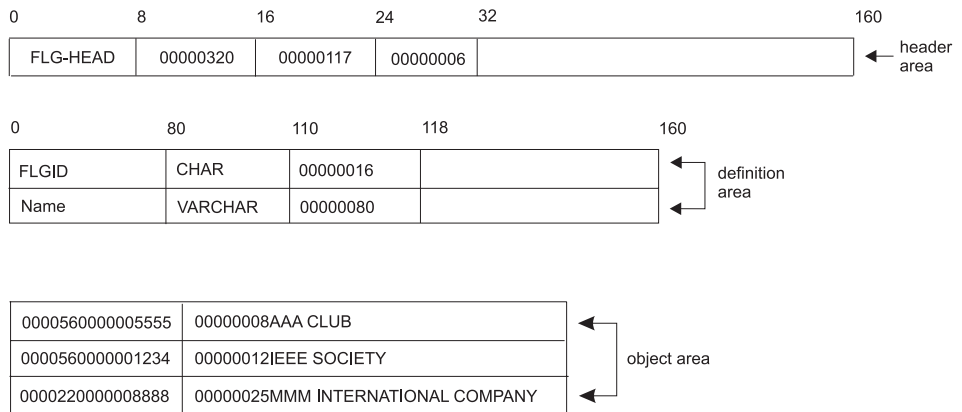 0 8 16 24 32 160
FLG-HEAD 00000320 00000117 00000006
header
area
0 80 110 118 160
FLGID CHAR 00000016
Name VARCHAR 00000080
definition
area
0000560000005555 00000008AAA CLUB
0000560000001234 00000012IEEE SOCIETY
0000220000008888 00000025MMM INTERNATIONAL COMPANY
object area